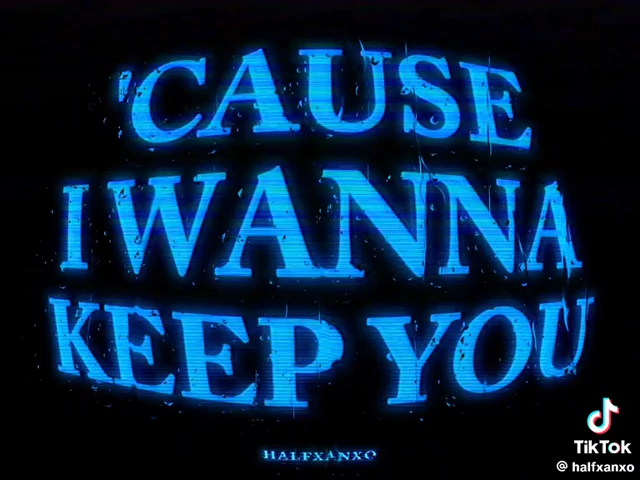 'CAUSE
I WANNA
KEEP YOU
HALFXANXO
TikTok
@ halfxanxo